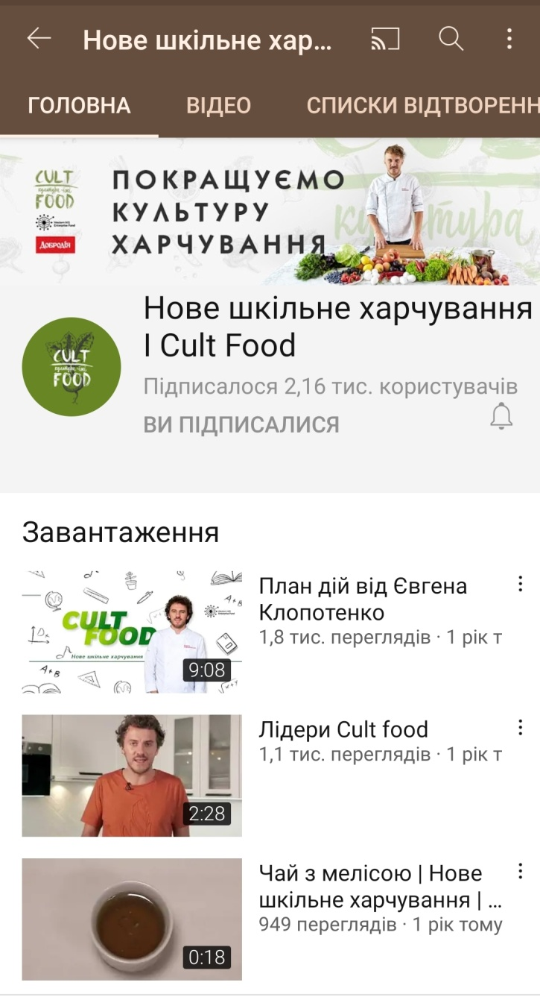 Нове шкільне хар...
ГОЛОВНА
ВІДЕО
СПИСКИ ВІДТВОРЕНН
CULT
FOOD
ДОБРОДІЯ
ПОКРАЩУЄМО
КУЛЬТУРУ
ХАРЧУВАННЯ
культура
Нове шкільне харчування
I Cult Food
CULT
FOOD
Підписалося 2,16 тис. користувачів
ВИ ПІДПИСАЛИСЯ
Завантаження
CULT
FOOD
Нове шкільне харчування
A+B
A+B
9:08
План дій від Євгена
Клопотенко
1,8 тис. переглядів · 1 рік т
2:28
Лідери Cult food
1,1 тис. переглядів · 1 рік т
0:18
Чай з мелісою | Нове
шкільне харчування | ...
949 переглядів · 1 рік тому